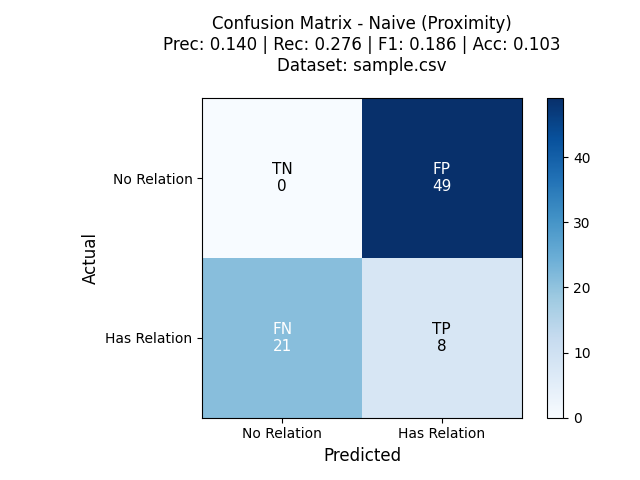 Confusion Matrix - Naive (Proximity)
Prec: 0.140 | Rec: 0.276 | F1: 0.186 | Acc: 0.103
Dataset: sample.csv
Actual
No Relation
Has Relation
TN
0
FP
49
FN
21
TP
8
No Relation
Has Relation
Predicted
40
30
20
10
0